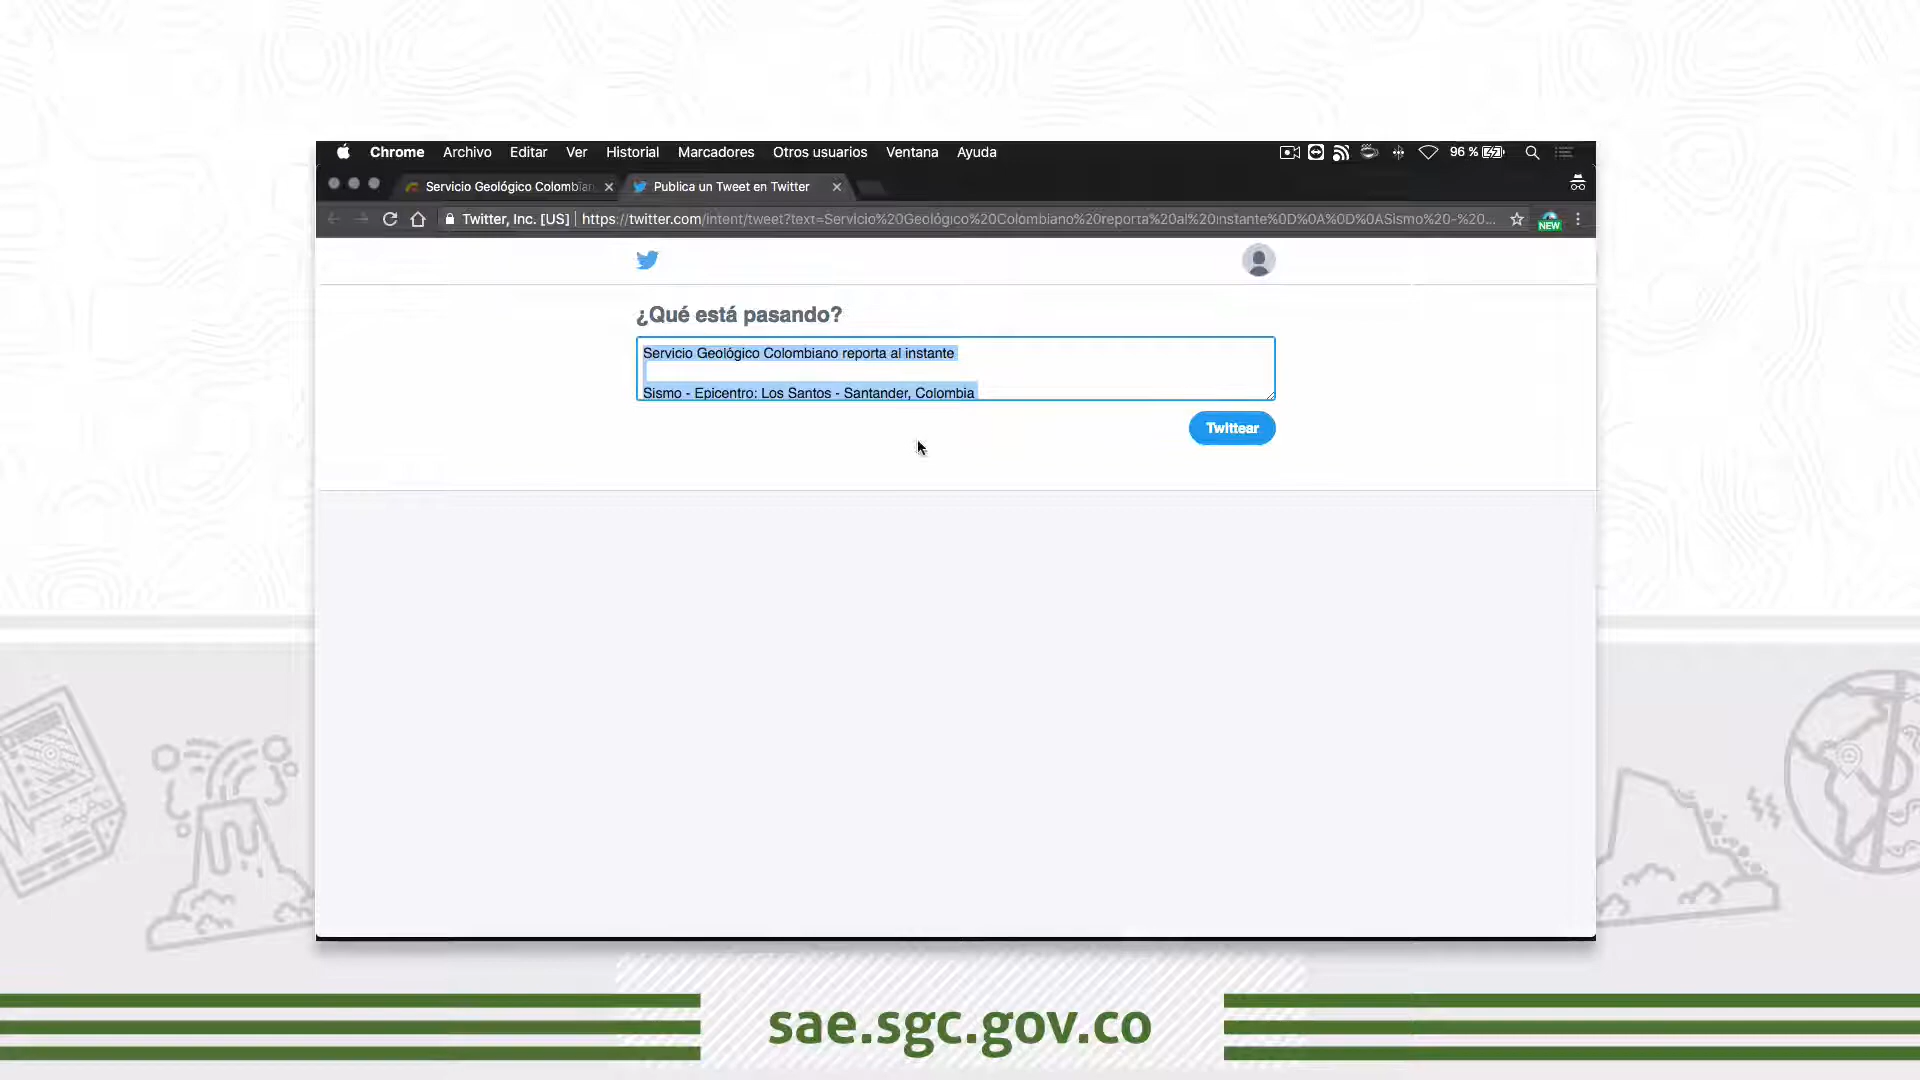 Chrome Archivo Editar Ver Historial Marcadores Otros usuarios Ventana Ayuda 96 %
Servicio Geológico Colombian Publica un Tweet en Twitter
Twitter, Inc. [US] https://twitter.com/intent/tweet?text=Servicio%20Geológico%20Colombiano%20reporta%20al%20instante%0D%0A%0D%0ASismo%20-%20...
NEW
¿Qué está pasando?
Servicio Geológico Colombiano reporta al instante
Sismo - Epicentro: Los Santos - Santander, Colombia
Twittear
sae.sgc.gov.co